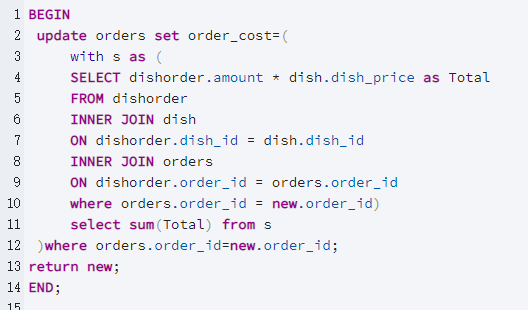 1 BEGIN
2 update orders set order_cost=(
3 with s as (
4 SELECT dishorder.amount * dish.dish_price as Total
5 FROM dishorder
6 INNER JOIN dish
7 ON dishorder.dish_id = dish.dish_id
8 INNER JOIN orders
9 ON dishorder.order_id = orders.order_id
10 where orders.order_id = new.order_id)
11 select sum(Total) from s
12 )where orders.order_id=new.order_id;
13 return new;
14 END;
15